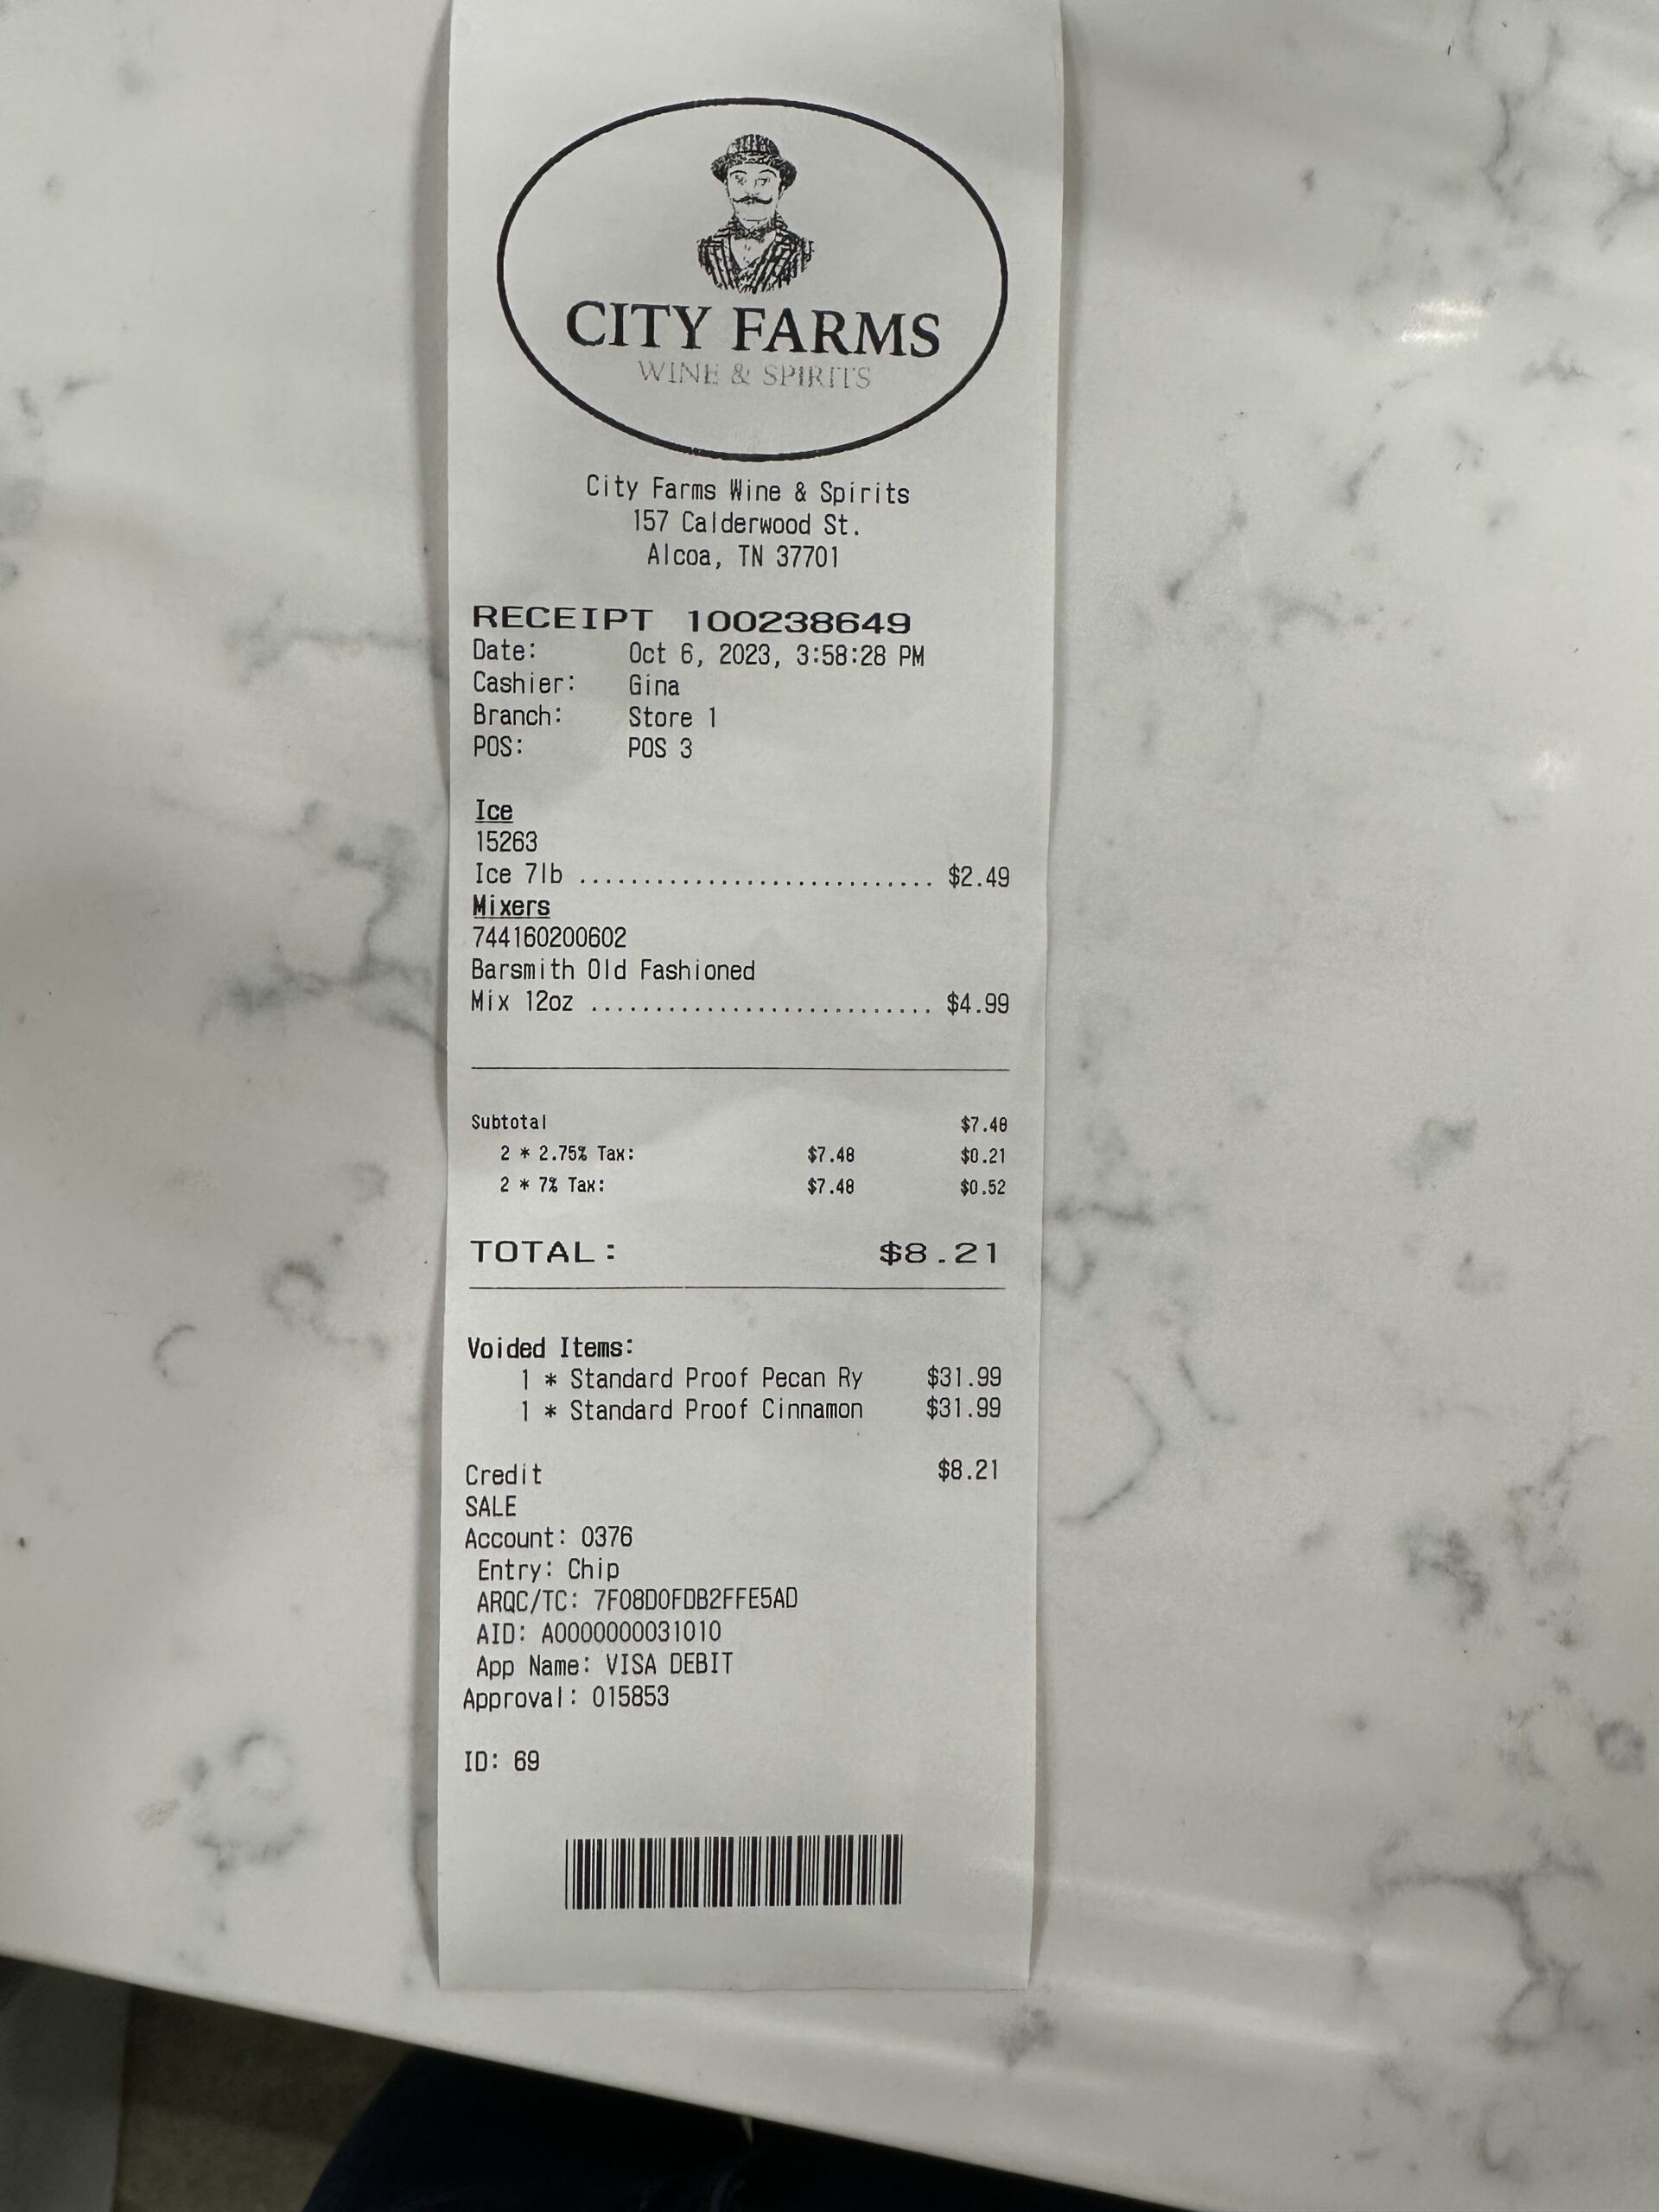 CITY FARMS
WINE & SPIRITS
City Farms Wine & Spirits
157 Calderwood St.
Alcoa, TN 37701
RECEIPT 100238649
Date: Oct 6, 2023, 3:58:28 PM
Cashier: Gina
Branch: Store 1
POS: POS 3
Ice
15263
Ice 7lb ............................ $2.49
Mixers
744160200602
Barsmith Old Fashioned
Mix 12oz ........................... $4.99
Subtotal $7.48
2 * 2.75% Tax: $7.48 $0.21
2 * 7% Tax: $7.48 $0.52
TOTAL: $8.21
Voided Items:
1 * Standard Proof Pecan Ry $31.99
1 * Standard Proof Cinnamon $31.99
Credit $8.21
SALE
Account: 0376
Entry: Chip
ARQC/TC: 7F08D0FDB2FFE5AD
AID: A0000000031010
App Name: VISA DEBIT
Approval: 015853
ID: 69